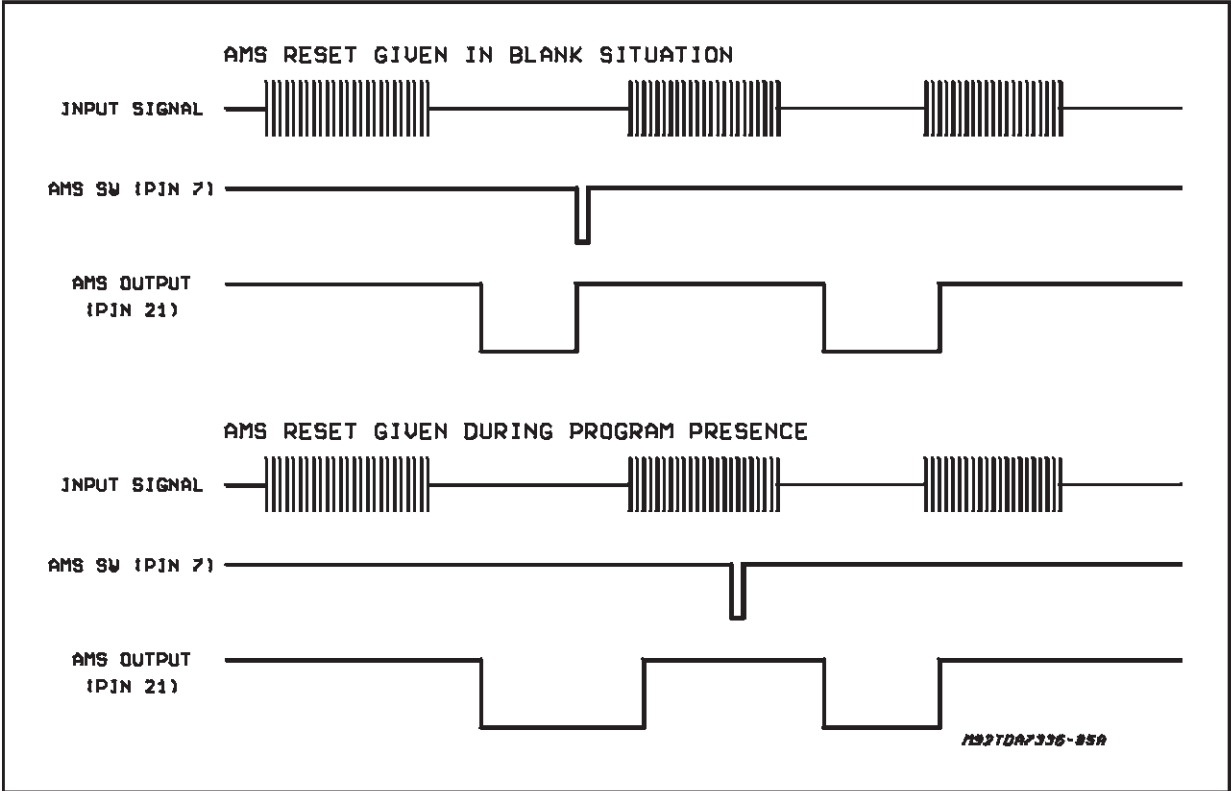 AMS RESET GIVEN IN BLANK SITUATION
INPUT SIGNAL
AMS SW (PIN 7)
AMS OUTPUT
(PIN 21)
AMS RESET GIVEN DURING PROGRAM PRESENCE
INPUT SIGNAL
AMS SW (PIN 7)
AMS OUTPUT
(PIN 21)
M92TDA7336-05A